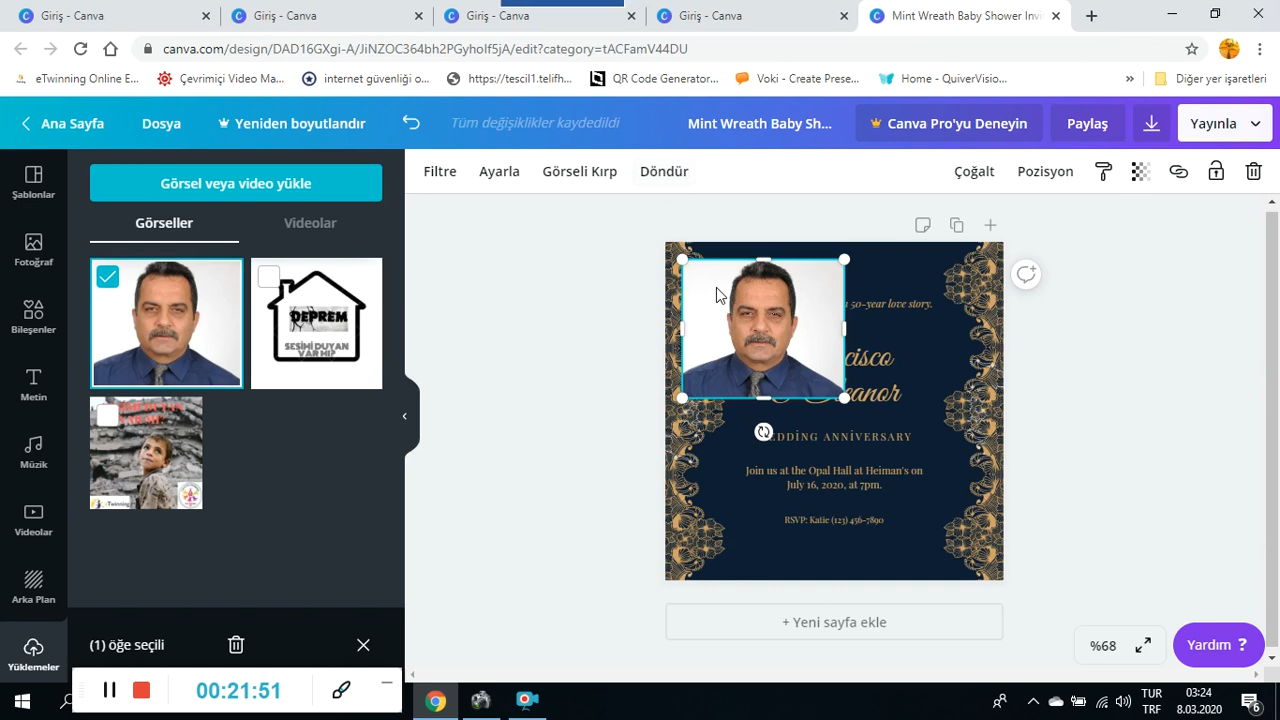 Giriş - Canva
Giriş - Canva
Giriş - Canva
Giriş - Canva
Mint Wreath Baby Shower Invi
canva.com/design/DAD16GXgi-A/JiNZOC364bh2PGyholf5jA/edit?category=tACFamV44DU
eTwinning Online E...
Çevrimiçi Video Ma...
internet güvenliği o...
https://tescil1.telifh...
QR Code Generator...
Voki - Create Prese...
Home - QuiverVisio...
»
Diğer yer işaretleri
Ana Sayfa
Dosya
Yeniden boyutlandır
Tüm değişiklikler kaydedildi
Mint Wreath Baby Sh...
Canva Pro'yu Deneyin
Paylaş
Yayınla
Şablonlar
Fotoğraf
Bileşenler
Metin
Müzik
Videolar
Arka Plan
Yüklemeler
Görsel veya video yükle
Görseller
Videolar
DEPREM
SESİMİ DUYAN
VAR MI?
Filtre
Ayarla
Görseli Kırp
Döndür
Çoğalt
Pozisyon
50-year love story.
cisco
eanor
EDDİNG ANNİVERSARY
Join us at the Opal Hall at Heiman's on
July 16, 2020, at 7pm.
RSVP: Katie (123) 456-7890
+ Yeni sayfa ekle
(1) öğe seçili
%68
Yardım ?
00:21:51
TUR
TRF
03:24
8.03.2020
6